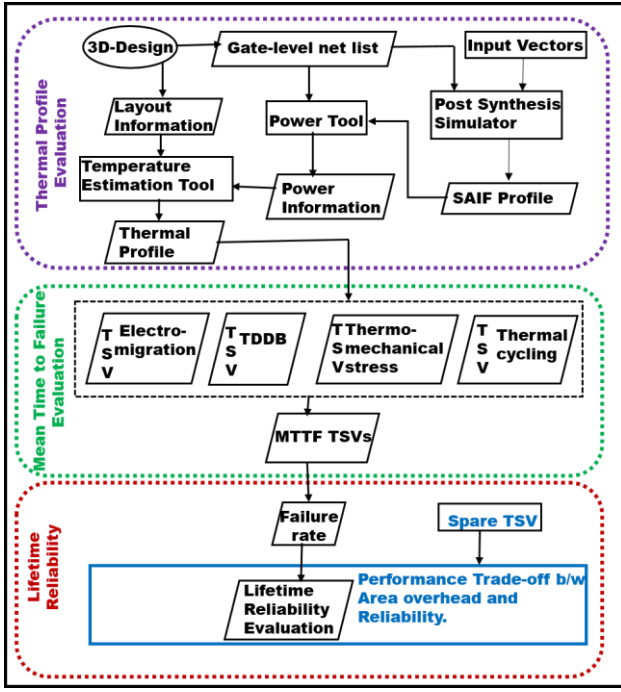 Thermal Profile
Evaluation
3D-Design
Gate-level net list
Input Vectors
Layout
Information
Power Tool
Post Synthesis
Simulator
Temperature
Estimation Tool
Power
Information
SAIF Profile
Thermal
Profile
Mean Time to Failure
Evaluation
T Electro-
S migration
V
T
S TDDB
V
T Thermo-
S mechanical
V stress
T
S Thermal
V cycling
MTTF TSVs
Lifetime
Reliability
Failure
rate
Spare TSV
Lifetime
Reliability
Evaluation
Performance Trade-off b/w
Area overhead and
Reliability.